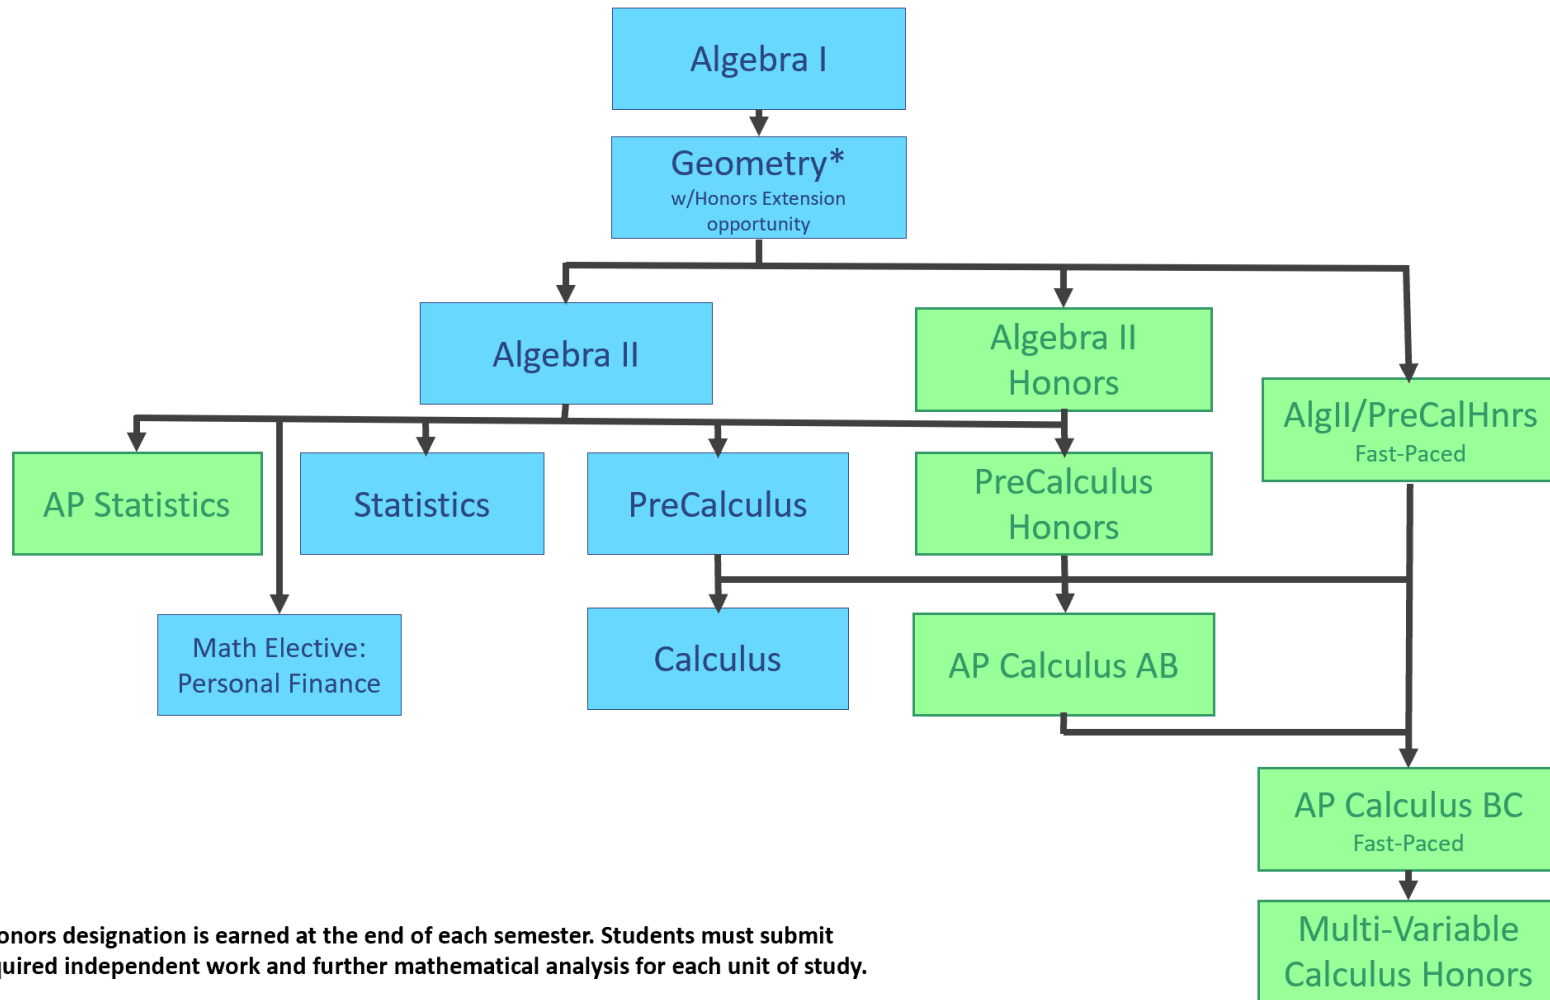 Algebra I
Geometry*
w/Honors Extension
opportunity
Algebra II
Algebra II
Honors
AlgII/PreCalHnrs
Fast-Paced
AP Statistics
Statistics
PreCalculus
PreCalculus
Honors
Math Elective:
Personal Finance
Calculus
AP Calculus AB
AP Calculus BC
Fast-Paced
Multi-Variable
Calculus Honors
onors designation is earned at the end of each semester. Students must submit
quired independent work and further mathematical analysis for each unit of study.